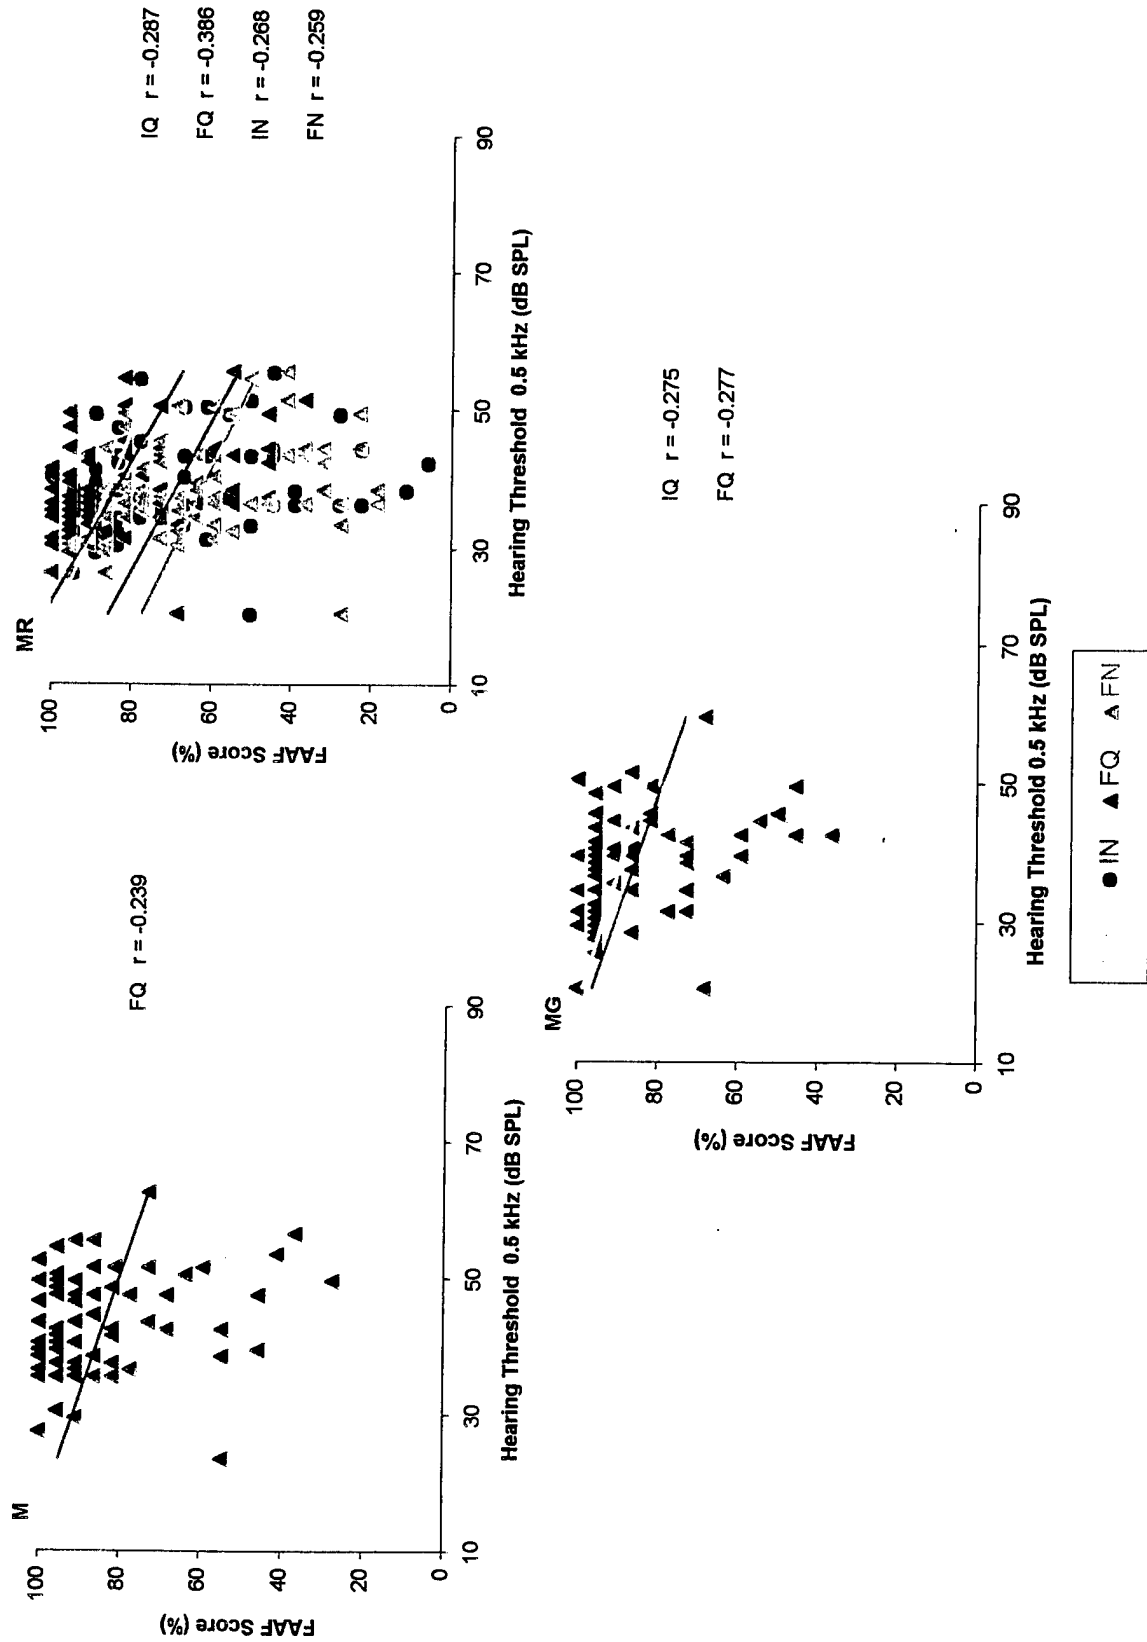 M
FAAF Score (%)
100
80
60
40
20
0
10
30
50
70
90
Hearing Threshold 0.5 kHz (dB SPL)
FQ r = -0.239
MR
FAAF Score (%)
100
80
60
40
20
0
10
30
50
70
90
Hearing Threshold 0.5 kHz (dB SPL)
IQ r = -0.287
FQ r = -0.386
IN r = -0.268
FN r = -0.259
MG
FAAF Score (%)
100
80
60
40
20
0
10
30
50
70
90
Hearing Threshold 0.5 kHz (dB SPL)
IQ r = -0.275
FQ r = -0.277
IN FQ FN